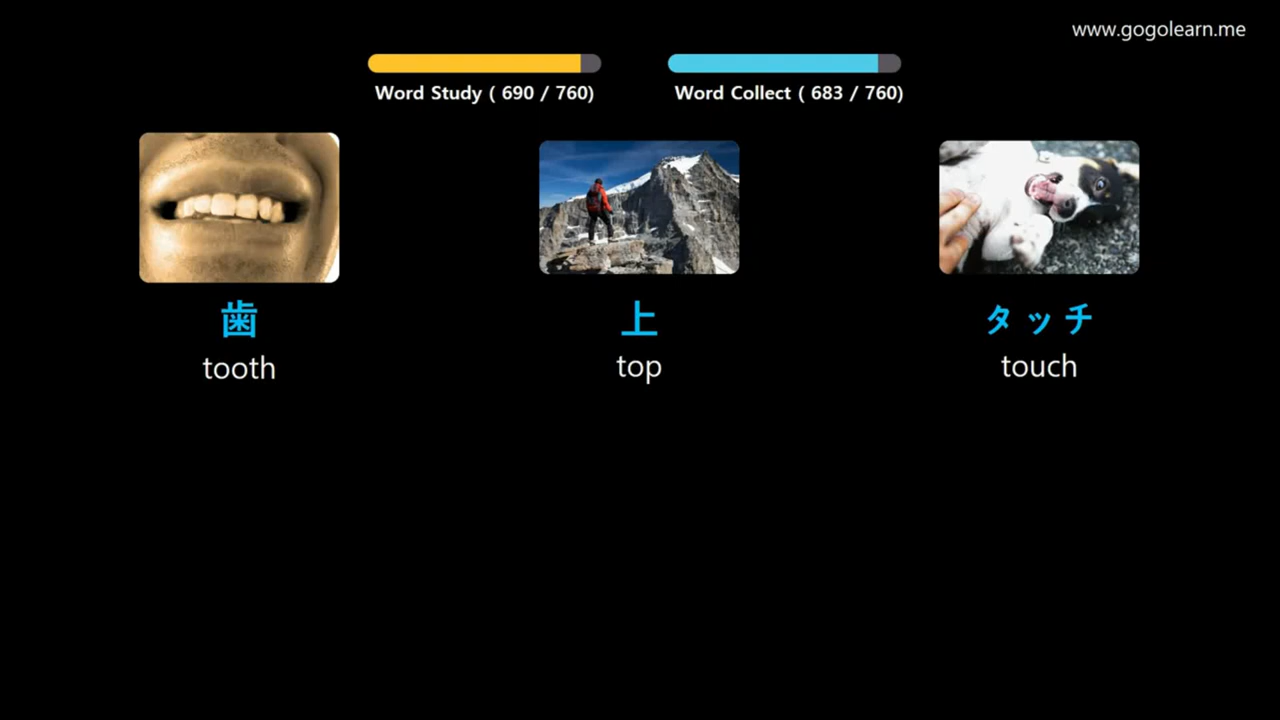 www.gogolearn.me
Word Study ( 690 / 760)
Word Collect ( 683 / 760)
歯
上
タッチ
tooth
top
touch